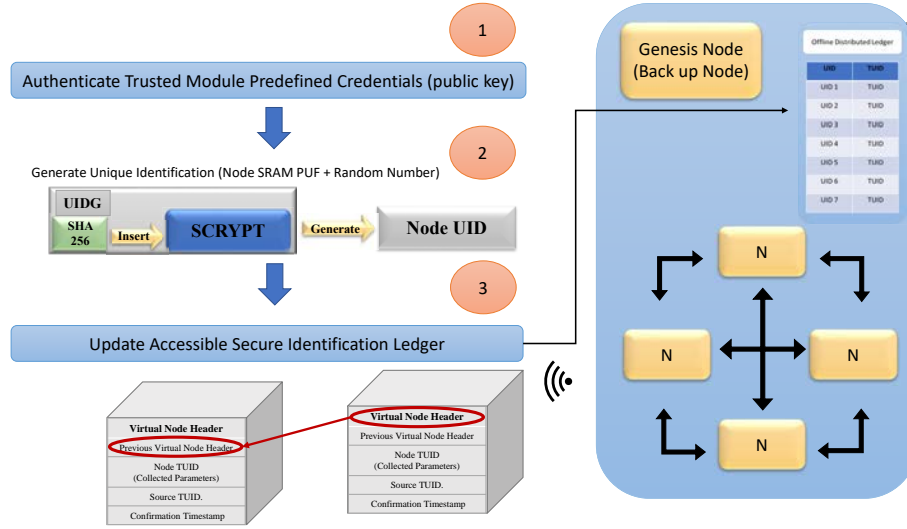 1
Authenticate Trusted Module Predefined Credentials (public key)
2
Generate Unique Identification (Node SRAM PUF + Random Number)
UIDG
SHA
256
Insert
SCRYPT
Generate
Node UID
3
Update Accessible Secure Identification Ledger
Virtual Node Header
Previous Virtual Node Header
Node TUID
(Collected Parameters)
Source TUID.
Confirmation Timestamp
Virtual Node Header
Previous Virtual Node Header
Node TUID
(Collected Parameters)
Source TUID.
Confirmation Timestamp
Genesis Node
(Back up Node)
Offline Distributed Ledger
UID TUID
UID 1 TUID
UID 2 TUID
UID 3 TUID
UID 4 TUID
UID 5 TUID
UID 6 TUID
UID 7 TUID
N
N
N
N